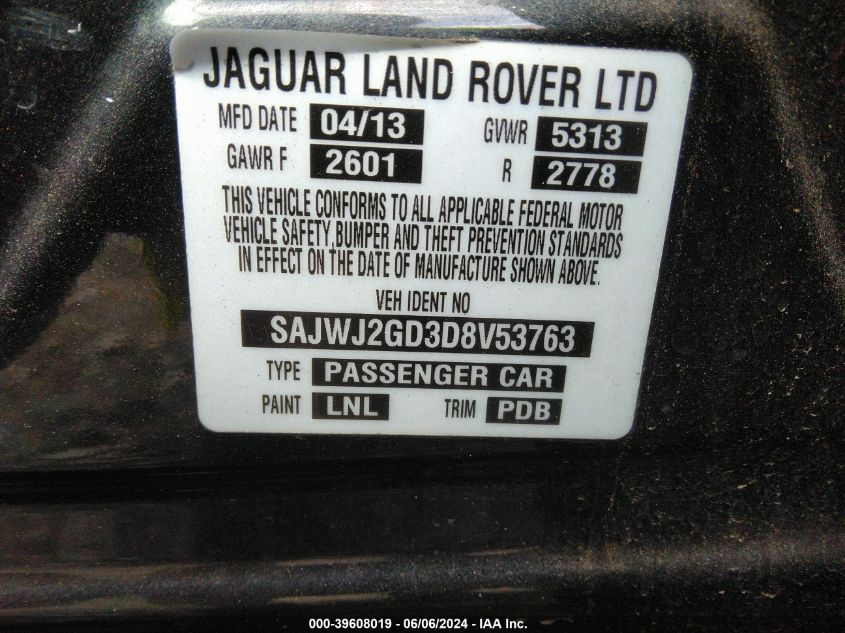 JAGUAR LAND ROVER LTD
MFD DATE 04/13 GVWR 5313
GAWR F 2601 R 2778
THIS VEHICLE CONFORMS TO ALL APPLICABLE FEDERAL MOTOR
VEHICLE SAFETY,BUMPER AND THEFT PREVENTION STANDARDS
IN EFFECT ON THE DATE OF MANUFACTURE SHOWN ABOVE.
VEH IDENT NO
SAJWJ2GD3D8V53763
TYPE PASSENGER CAR
PAINT LNL TRIM PDB
000-39608019 - 06/06/2024 - IAA Inc.